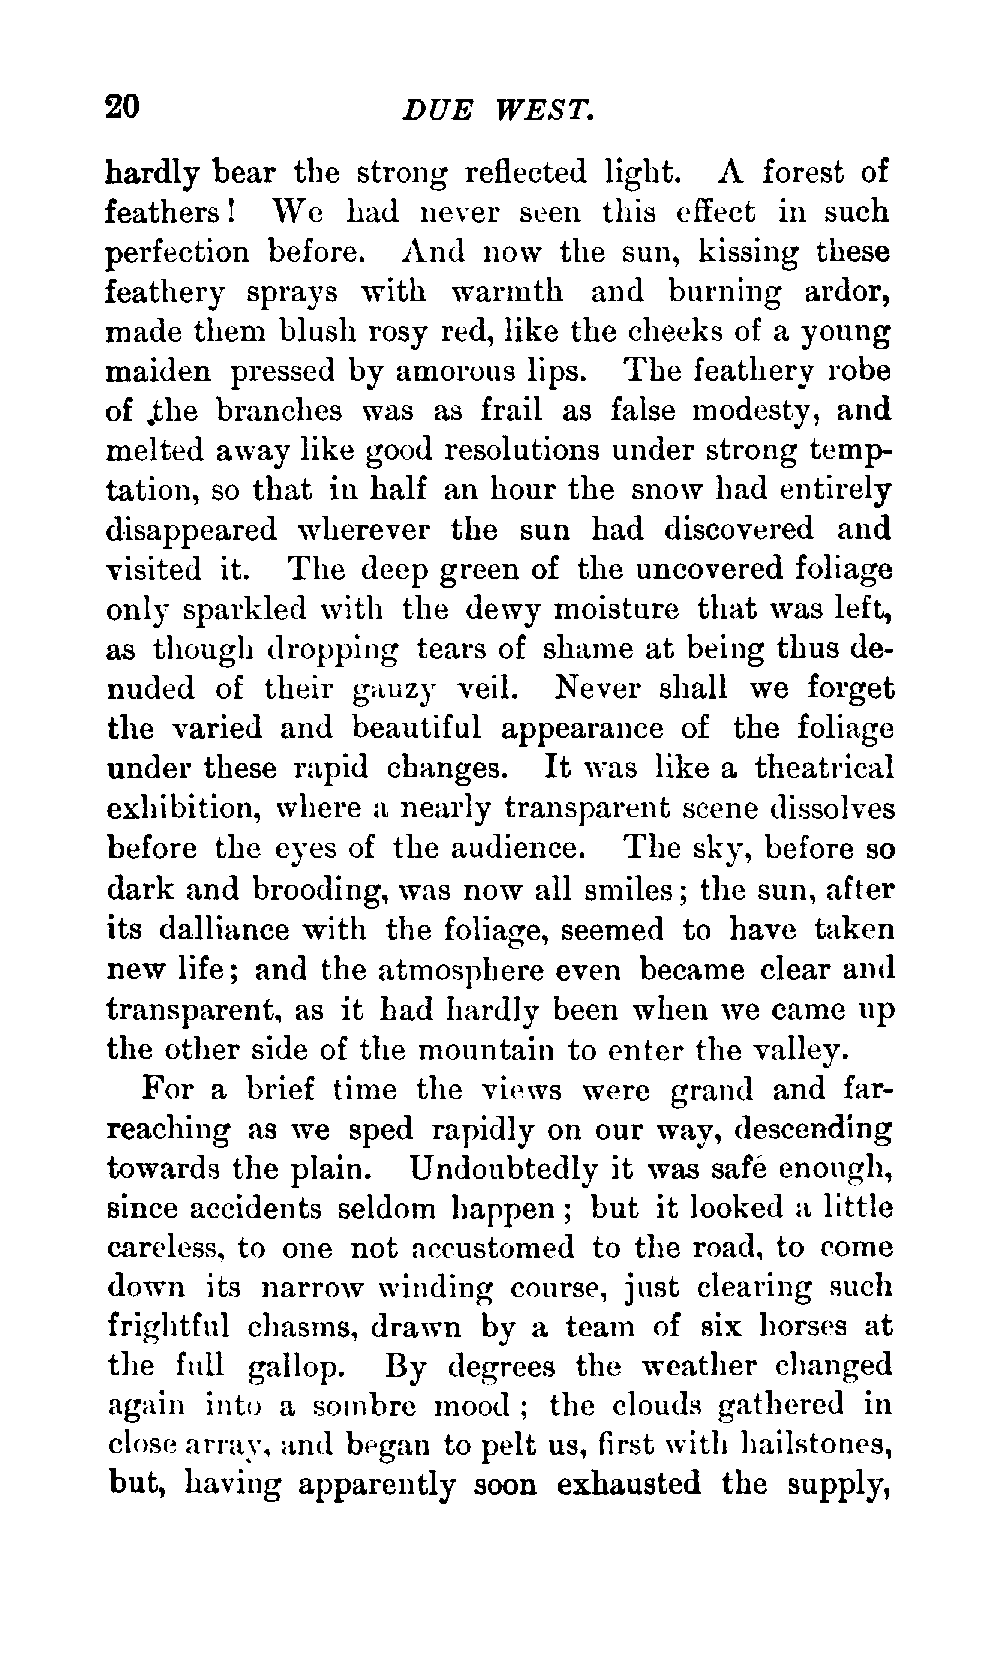 20 DUE WEST.
hardly bear the strong reflected light. A forest of
feathers! We had never seen this effect in such
perfection before. And now the sun, kissing these
feathery sprays with warmth and burning ardor,
made them blush rosy red, like the cheeks of a young
maiden pressed by amorous lips. The feathery robe
of the branches was as frail as false modesty, and
melted away like good resolutions under strong temp-
tation, so that in half an hour the snow had entirely
disappeared wherever the sun had discovered and
visited it. The deep green of the uncovered foliage
only sparkled with the dewy moisture that was left,
as though dropping tears of shame at being thus de-
nuded of their gauzy veil. Never shall we forget
the varied and beautiful appearance of the foliage
under these rapid changes. It was like a theatrical
exhibition, where a nearly transparent scene dissolves
before the eyes of the audience. The sky, before so
dark and brooding, was now all smiles; the sun, after
its dalliance with the foliage, seemed to have taken
new life; and the atmosphere even became clear and
transparent, as it had hardly been when we came up
the other side of the mountain to enter the valley.
For a brief time the views were grand and far-
reaching as we sped rapidly on our way, descending
towards the plain. Undoubtedly it was safe enough,
since accidents seldom happen; but it looked a little
careless, to one not accustomed to the road, to come
down its narrow winding course, just clearing such
frightful chasms, drawn by a team of six horses at
the full gallop. By degrees the weather changed
again into a sombre mood; the clouds gathered in
close array, and began to pelt us, first with hailstones,
but, having apparently soon exhausted the supply,